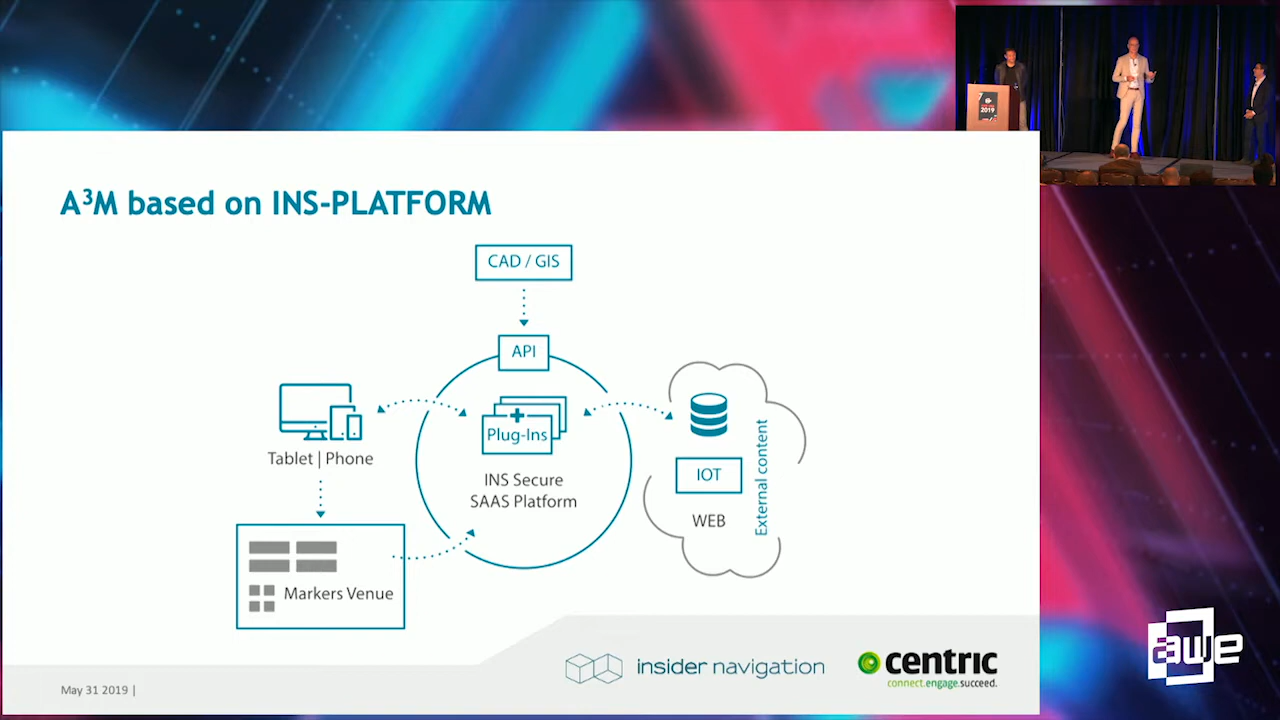 2019
A³M based on INS-PLATFORM
CAD / GIS
API
Plug-Ins
INS Secure
SAAS Platform
Tablet | Phone
Markers Venue
IOT
WEB
External content
insider navigation
centric
connect.engage.succeed.
May 31 2019 |
awe